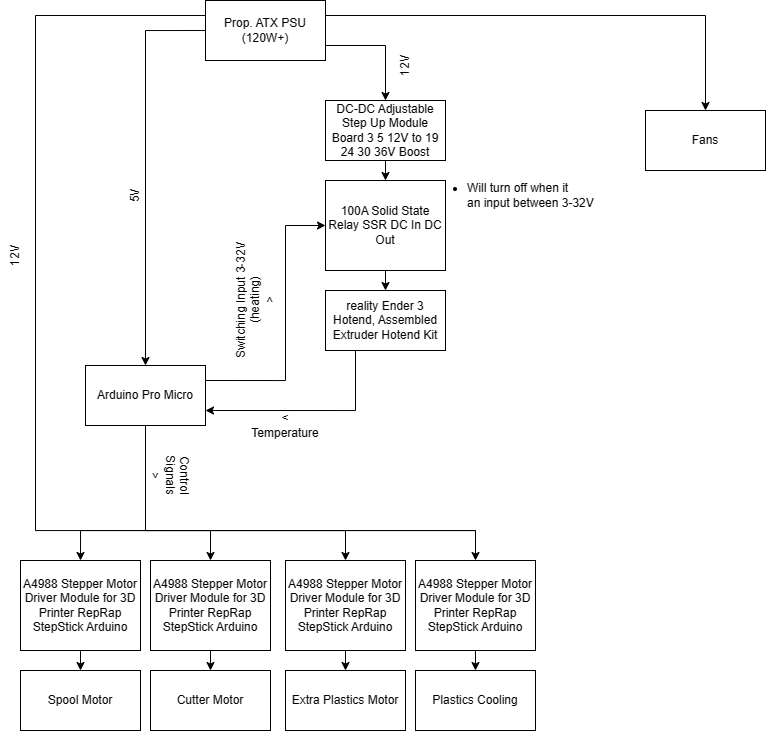 Prop. ATX PSU
(120W+)
12V
DC-DC Adjustable
Step Up Module
Board 3 5 12V to 19
24 30 36V Boost
Fans
5V
• Will turn off when it
an input between 3-32V
100A Solid State
Relay SSR DC In DC
Out
12V
Switching Input 3-32V
(heating)
>
reality Ender 3
Hotend, Assembled
Extruder Hotend Kit
Arduino Pro Micro
<
Temperature
Control
Signals
>
A4988 Stepper Motor
Driver Module for 3D
Printer RepRap
StepStick Arduino
A4988 Stepper Motor
Driver Module for 3D
Printer RepRap
StepStick Arduino
A4988 Stepper Motor
Driver Module for 3D
Printer RepRap
StepStick Arduino
A4988 Stepper Motor
Driver Module for 3D
Printer RepRap
StepStick Arduino
Spool Motor
Cutter Motor
Extra Plastics Motor
Plastics Cooling